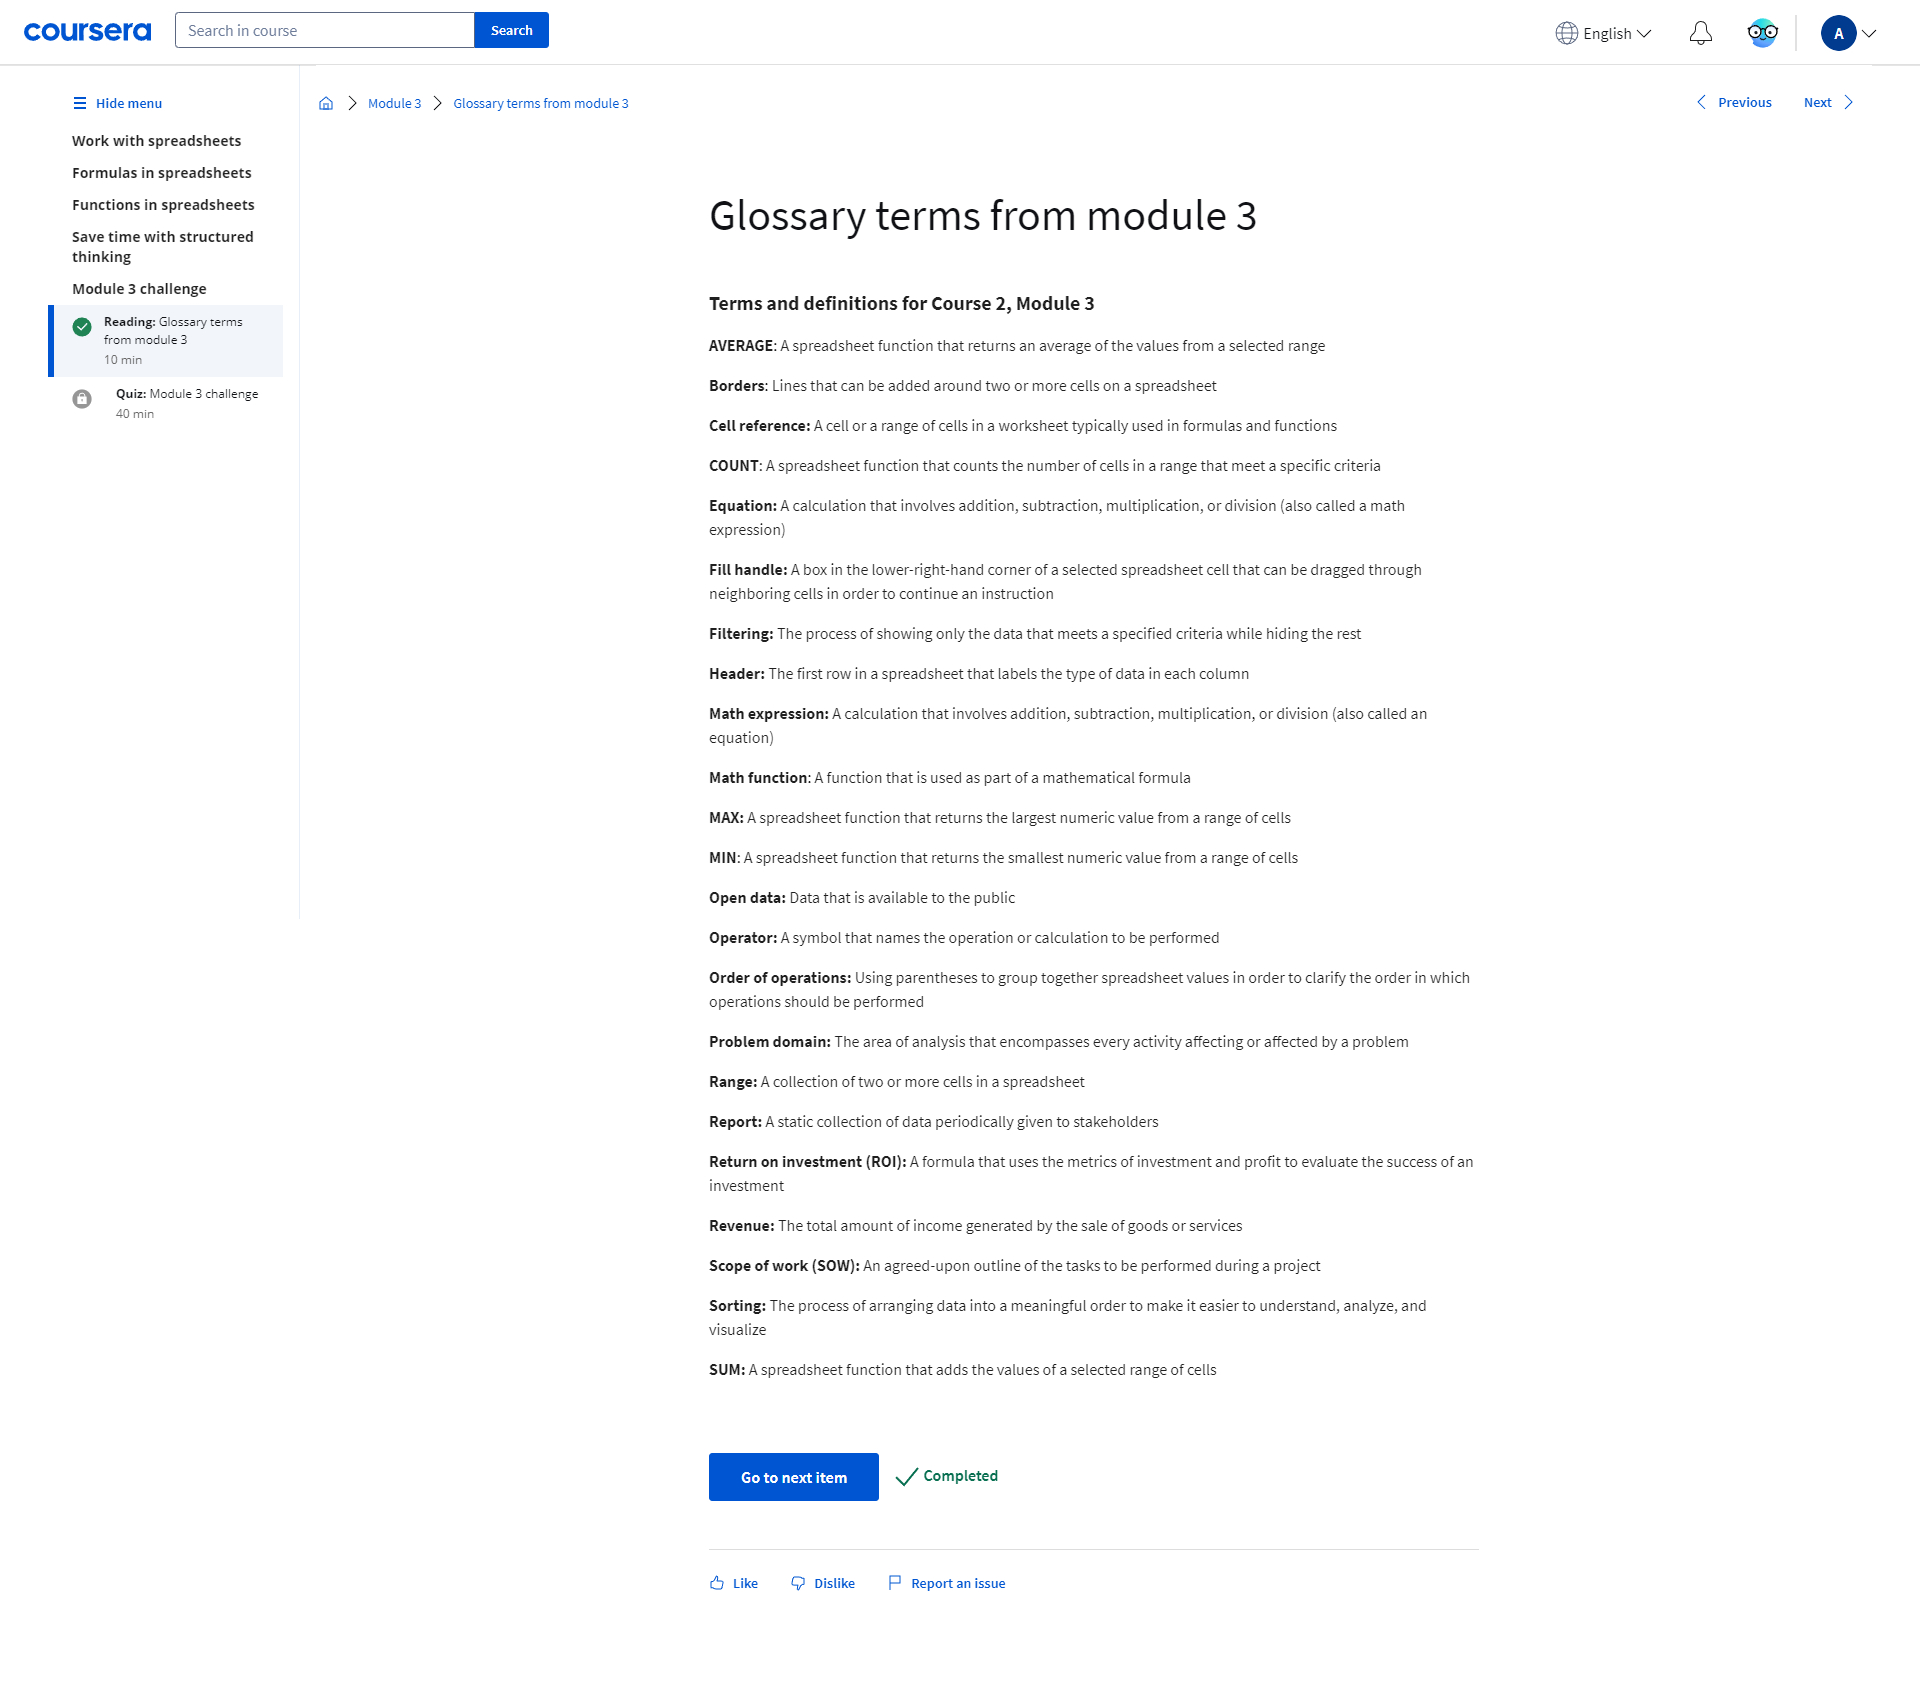 coursera
Search in course
Search
English
A
Hide menu
Work with spreadsheets
Formulas in spreadsheets
Functions in spreadsheets
Save time with structured
thinking
Module 3 challenge
Reading: Glossary terms
from module 3
10 min
Quiz: Module 3 challenge
40 min
Module 3
Glossary terms from module 3
Previous
Next
Glossary terms from module 3
Terms and definitions for Course 2, Module 3
AVERAGE: A spreadsheet function that returns an average of the values from a selected range
Borders: Lines that can be added around two or more cells on a spreadsheet
Cell reference: A cell or a range of cells in a worksheet typically used in formulas and functions
COUNT: A spreadsheet function that counts the number of cells in a range that meet a specific criteria
Equation: A calculation that involves addition, subtraction, multiplication, or division (also called a math
expression)
Fill handle: A box in the lower-right-hand corner of a selected spreadsheet cell that can be dragged through
neighboring cells in order to continue an instruction
Filtering: The process of showing only the data that meets a specified criteria while hiding the rest
Header: The first row in a spreadsheet that labels the type of data in each column
Math expression: A calculation that involves addition, subtraction, multiplication, or division (also called an
equation)
Math function: A function that is used as part of a mathematical formula
MAX: A spreadsheet function that returns the largest numeric value from a range of cells
MIN: A spreadsheet function that returns the smallest numeric value from a range of cells
Open data: Data that is available to the public
Operator: A symbol that names the operation or calculation to be performed
Order of operations: Using parentheses to group together spreadsheet values in order to clarify the order in which
operations should be performed
Problem domain: The area of analysis that encompasses every activity affecting or affected by a problem
Range: A collection of two or more cells in a spreadsheet
Report: A static collection of data periodically given to stakeholders
Return on investment (ROI): A formula that uses the metrics of investment and profit to evaluate the success of an
investment
Revenue: The total amount of income generated by the sale of goods or services
Scope of work (SOW): An agreed-upon outline of the tasks to be performed during a project
Sorting: The process of arranging data into a meaningful order to make it easier to understand, analyze, and
visualize
SUM: A spreadsheet function that adds the values of a selected range of cells
Go to next item
Completed
Like
Dislike
Report an issue